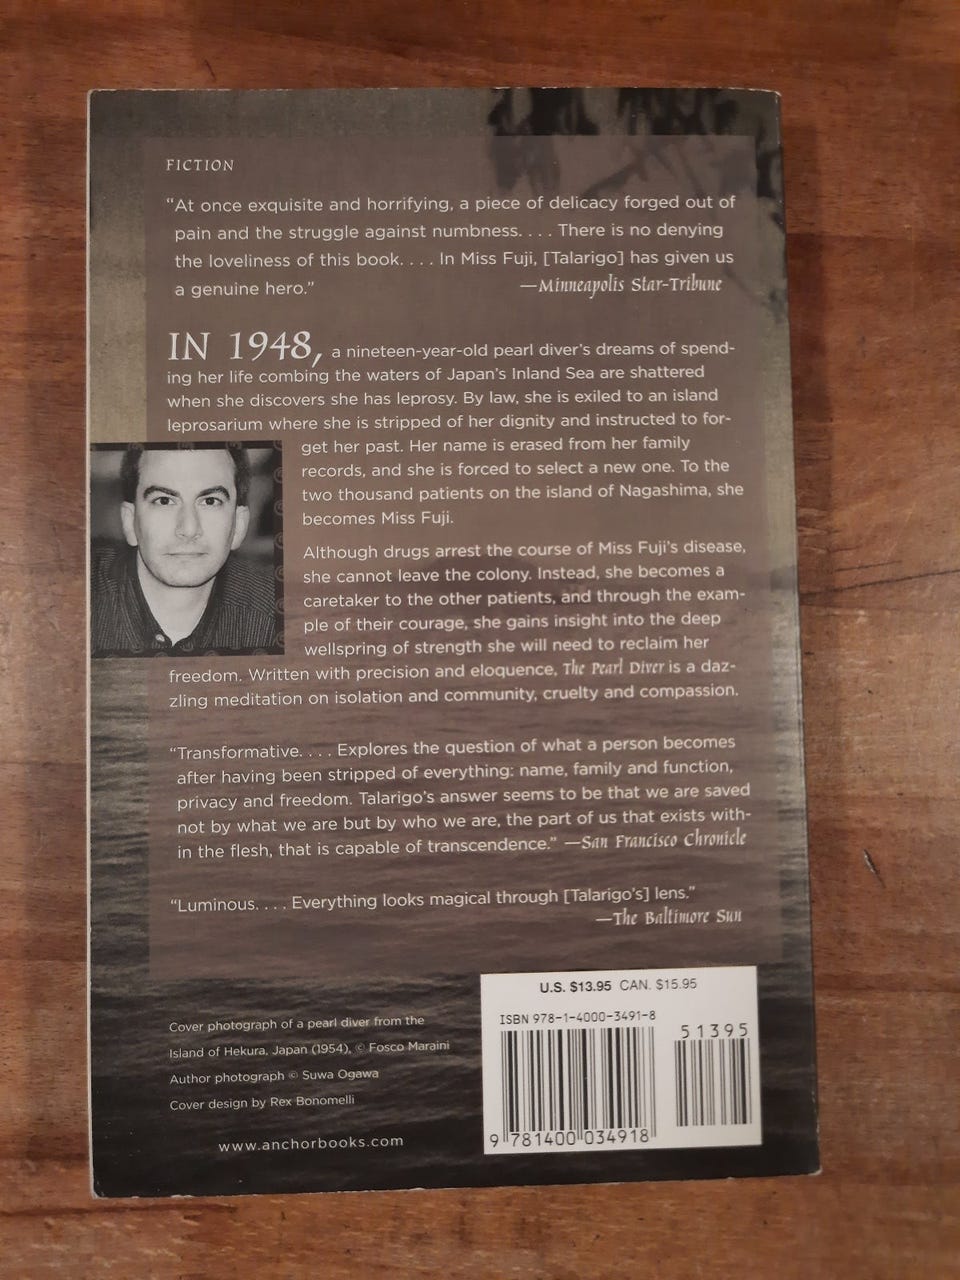 FICTION
“At once exquisite and horrifying, a piece of delicacy forged out of
pain and the struggle against numbness. . . . There is no denying
the loveliness of this book. . . . In Miss Fuji, [Talarigo] has given us
a genuine hero.” —Minneapolis Star-Tribune
IN 1948, a nineteen-year-old pearl diver’s dreams of spend-
ing her life combing the waters of Japan’s Inland Sea are shattered
when she discovers she has leprosy. By law, she is exiled to an island
leprosarium where she is stripped of her dignity and instructed to for-
get her past. Her name is erased from her family
records, and she is forced to select a new one. To the
two thousand patients on the island of Nagashima, she
becomes Miss Fuji.
Although drugs arrest the course of Miss Fuji’s disease,
she cannot leave the colony. Instead, she becomes a
caretaker to the other patients, and through the exam-
ple of their courage, she gains insight into the deep
wellspring of strength she will need to reclaim her
freedom. Written with precision and eloquence, The Pearl Diver is a daz-
zling meditation on isolation and community, cruelty and compassion.
“Transformative. . . . Explores the question of what a person becomes
after having been stripped of everything: name, family and function,
privacy and freedom. Talarigo’s answer seems to be that we are saved
not by what we are but by who we are, the part of us that exists with-
in the flesh, that is capable of transcendence.” —San Francisco Chronicle
“Luminous. . . . Everything looks magical through [Talarigo’s] lens.”
—The Baltimore Sun
Cover photograph of a pearl diver from the
Island of Hekura, Japan (1954), © Fosco Maraini
Author photograph © Suwa Ogawa
Cover design by Rex Bonomelli
www.anchorbooks.com
U.S. $13.95 CAN. $15.95
ISBN 978-1-4000-3491-8
51395
9 781400 034918